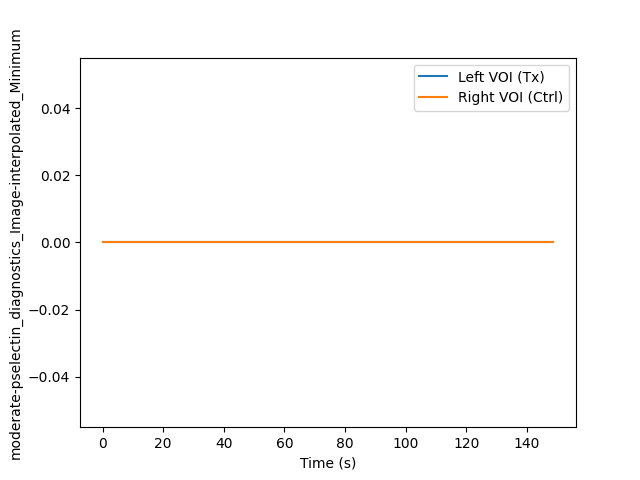 moderate-pselectin_diagnostics_Image-interpolated_Minimum
0.04
0.02
0.00
−0.02
−0.04
Left VOI (Tx)
Right VOI (Ctrl)
0 20 40 60 80 100 120 140
Time (s)